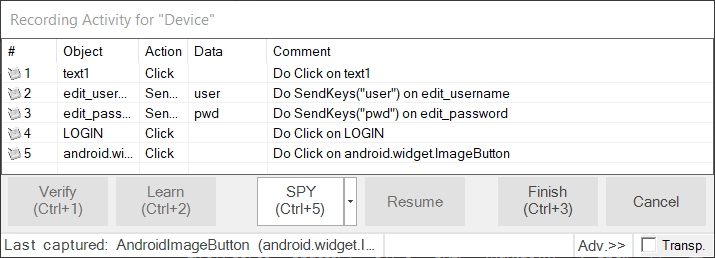 Recording Activity for "Device"
# Object Action Data Comment
1 text1 Click Do Click on text1
2 edit_user... Sen... user Do SendKeys("user") on edit_username
3 edit_pass... Sen... pwd Do SendKeys("pwd") on edit_password
4 LOGIN Click Do Click on LOGIN
5 android.wi... Click Do Click on android.widget.ImageButton
Verify (Ctrl+1) Learn (Ctrl+2) SPY (Ctrl+5) Resume Finish (Ctrl+3) Cancel
Last captured: AndroidImageButton (android.widget.I... Adv.>> Transp.